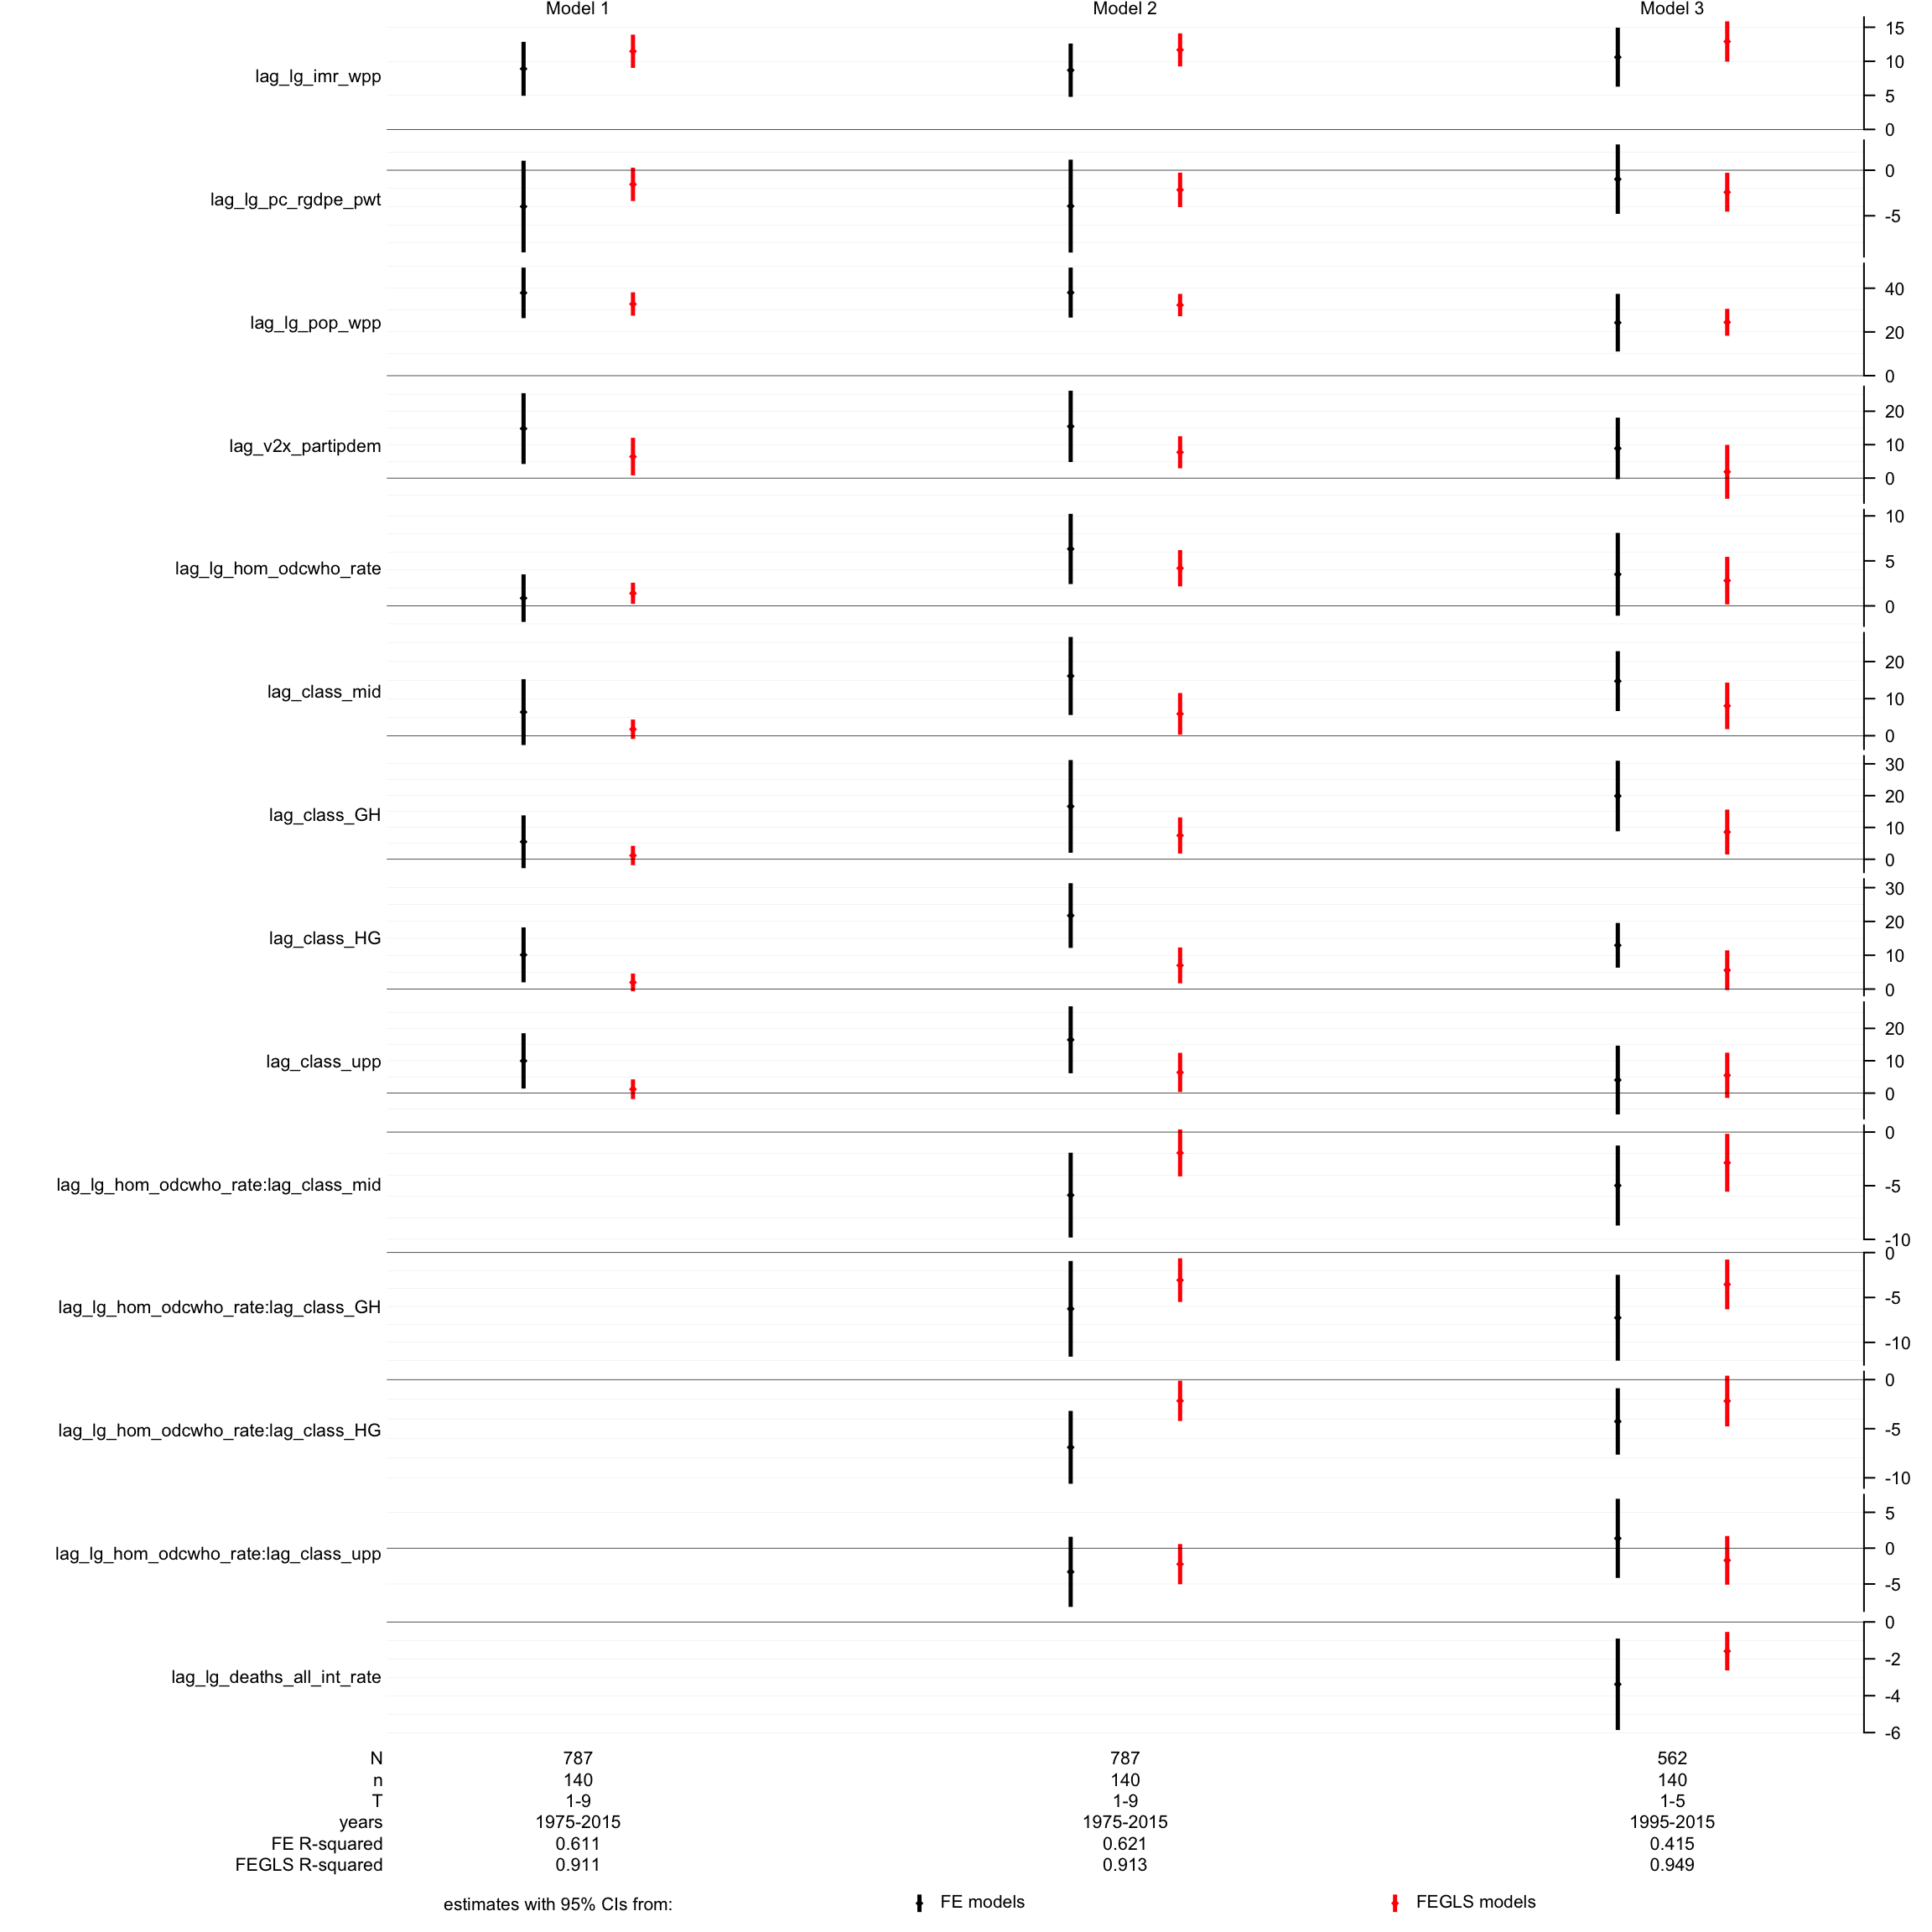 Model 1 Model 2 Model 3
lag_lg_imr_wpp 15 10 5 0
lag_lg_pc_rgdpe_pwt 0 -5
lag_lg_pop_wpp 40 20 0
lag_v2x_partipdem 20 10 0
lag_lg_hom_odcwho_rate 10 5 0
lag_class_mid 20 10 0
lag_class_GH 30 20 10 0
lag_class_HG 30 20 10 0
lag_class_upp 20 10 0
lag_lg_hom_odcwho_rate:lag_class_mid 0 -5 -10
lag_lg_hom_odcwho_rate:lag_class_GH 0 -5 -10
lag_lg_hom_odcwho_rate:lag_class_HG 0 -5 -10
lag_lg_hom_odcwho_rate:lag_class_upp 5 0 -5
lag_lg_deaths_all_int_rate 0 -2 -4 -6
N 787 787 562
n 140 140 140
T 1-9 1-9 1-5
years 1975-2015 1975-2015 1995-2015
FE R-squared 0.611 0.621 0.415
FEGLS R-squared 0.911 0.913 0.949
estimates with 95% CIs from: FE models FEGLS models